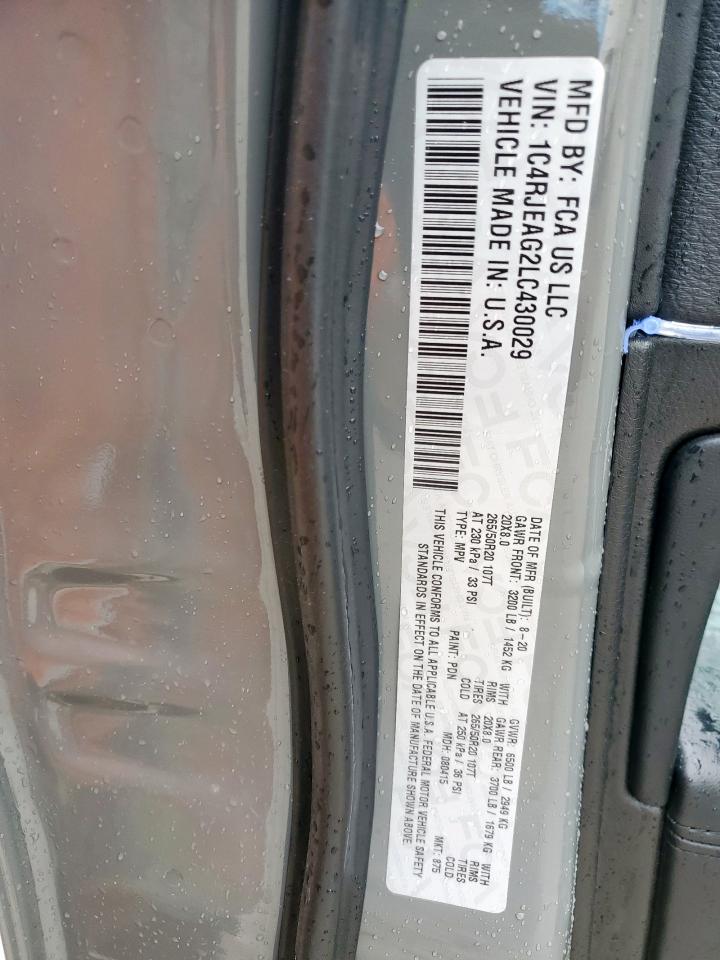 MFD BY: FCA US LLC
VIN: 1C4RJEAG2LC430029
VEHICLE MADE IN: U.S.A.
DATE OF MFR (BUILT): 8-20 GVWR: 6500 LB / 2949 KG
GAWR FRONT: 3200 LB / 1452 KG WITH GAWR REAR: 3700 LB / 1679 KG WITH
20X8.0 RIMS 20X8.0 RIMS
265/50R20 107T TIRES 265/50R20 107T TIRES
AT 230 kPa / 33 PSI COLD AT 250 kPa / 36 PSI COLD
TYPE: MPV PAINT: PDN MDH: 080415 MKT: 875
THIS VEHICLE CONFORMS TO ALL APPLICABLE U.S.A. FEDERAL MOTOR VEHICLE SAFETY
STANDARDS IN EFFECT ON THE DATE OF MANUFACTURE SHOWN ABOVE.